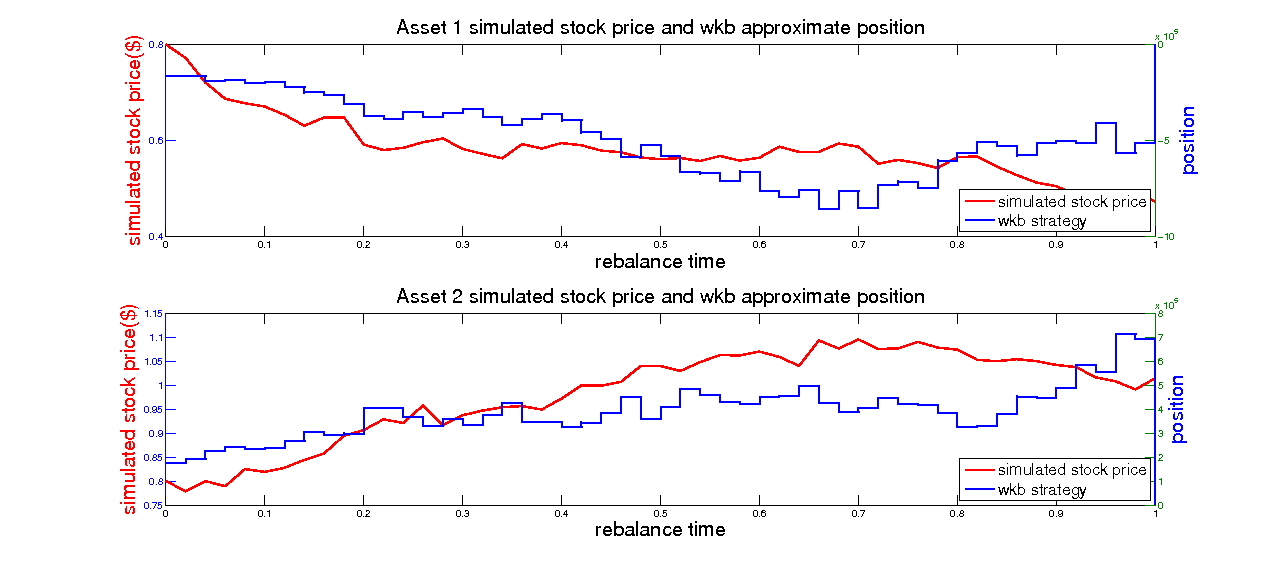 Asset 1 simulated stock price and wkb approximate position
x 10^5
simulated stock price($)
0.8
0.6
0.4
0
-5
-10
position
simulated stock price
wkb strategy
0 0.1 0.2 0.3 0.4 0.5 0.6 0.7 0.8 0.9 1
rebalance time
Asset 2 simulated stock price and wkb approximate position
x 10^5
simulated stock price($)
1.15
1.1
1.05
1
0.95
0.9
0.85
0.8
0.75
8
7
6
5
4
3
2
1
0
position
simulated stock price
wkb strategy
0 0.1 0.2 0.3 0.4 0.5 0.6 0.7 0.8 0.9 1
rebalance time